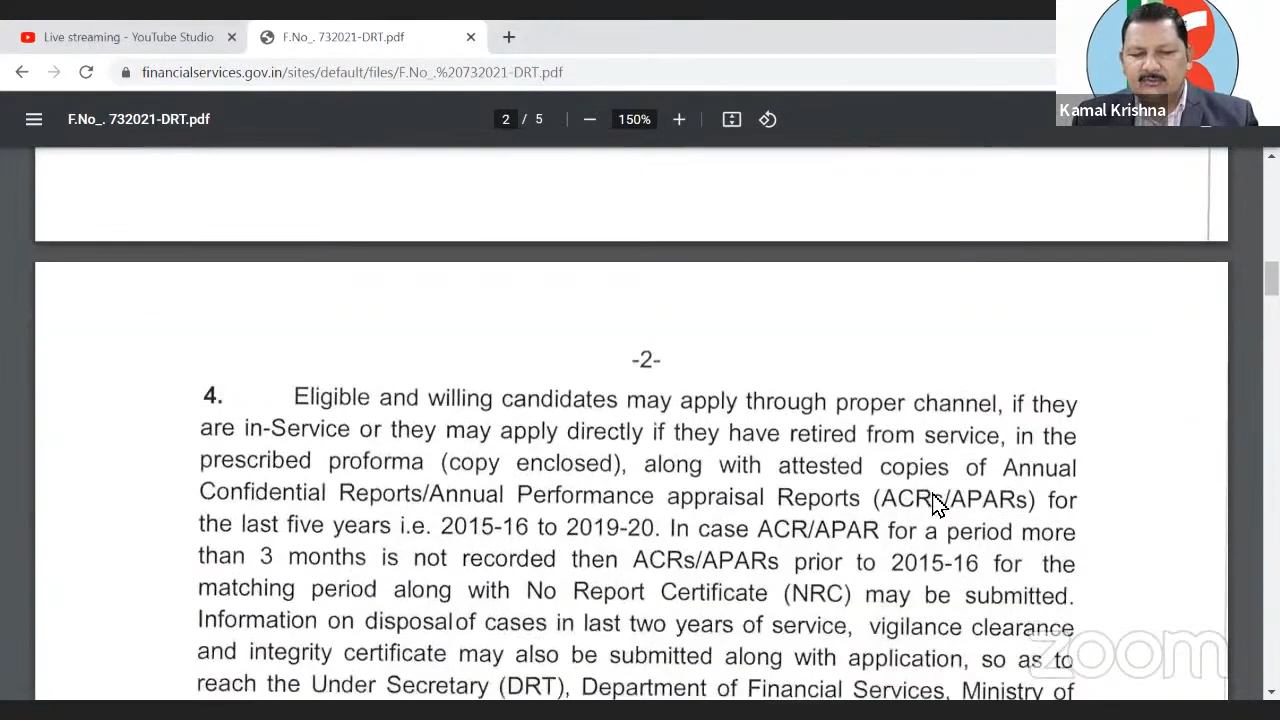 Live streaming - YouTube Studio
F.No_. 732021-DRT.pdf
financialservices.gov.in/sites/default/files/F.No_.%20732021-DRT.pdf
Kamal Krishna
F.No_. 732021-DRT.pdf
2 / 5
150%
-2-
4. Eligible and willing candidates may apply through proper channel, if they
are in-Service or they may apply directly if they have retired from service, in the
prescribed proforma (copy enclosed), along with attested copies of Annual
Confidential Reports/Annual Performance appraisal Reports (ACRs/APARs) for
the last five years i.e. 2015-16 to 2019-20. In case ACR/APAR for a period more
than 3 months is not recorded then ACRs/APARs prior to 2015-16 for the
matching period along with No Report Certificate (NRC) may be submitted.
Information on disposal of cases in last two years of service, vigilance clearance
and integrity certificate may also be submitted along with application, so as to
reach the Under Secretary (DRT), Department of Financial Services, Ministry of
zoom